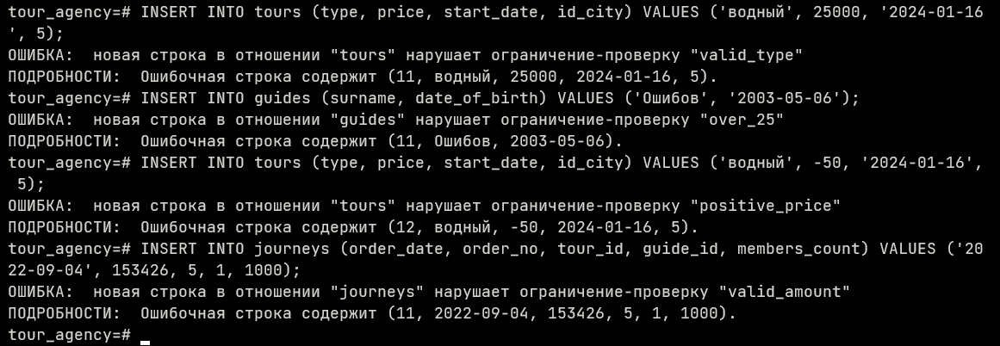 tour_agency=# INSERT INTO tours (type, price, start_date, id_city) VALUES ('водный', 25000, '2024-01-16
', 5);
ОШИБКА:  новая строка в отношении "tours" нарушает ограничение-проверку "valid_type"
ПОДРОБНОСТИ:  Ошибочная строка содержит (11, водный, 25000, 2024-01-16, 5).
tour_agency=# INSERT INTO guides (surname, date_of_birth) VALUES ('Ошибов', '2003-05-06');
ОШИБКА:  новая строка в отношении "guides" нарушает ограничение-проверку "over_25"
ПОДРОБНОСТИ:  Ошибочная строка содержит (11, Ошибов, 2003-05-06).
tour_agency=# INSERT INTO tours (type, price, start_date, id_city) VALUES ('водный', -50, '2024-01-16',
 5);
ОШИБКА:  новая строка в отношении "tours" нарушает ограничение-проверку "positive_price"
ПОДРОБНОСТИ:  Ошибочная строка содержит (12, водный, -50, 2024-01-16, 5).
tour_agency=# INSERT INTO journeys (order_date, order_no, tour_id, guide_id, members_count) VALUES ('20
22-09-04', 153426, 5, 1, 1000);
ОШИБКА:  новая строка в отношении "journeys" нарушает ограничение-проверку "valid_amount"
ПОДРОБНОСТИ:  Ошибочная строка содержит (11, 2022-09-04, 153426, 5, 1, 1000).
tour_agency=#